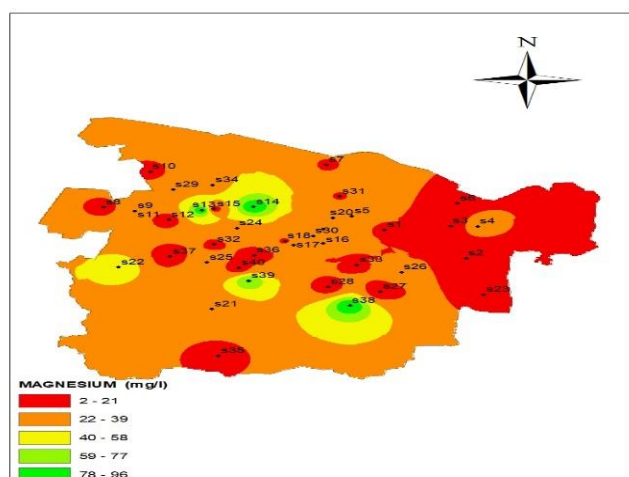 N
s7
s10
s34
s29
s31
s8
s9
s13
s15
s14
s6
s11
s12
s20
s5
s24
s1
s3
s4
s30
s18
s17
s16
s32
s36
s2
s37
s25
s40
s33
s22
s26
s39
s28
s27
s23
s21
s38
s35
MAGNESIUM (mg/l)
2 - 21
22 - 39
40 - 58
59 - 77
78 - 96